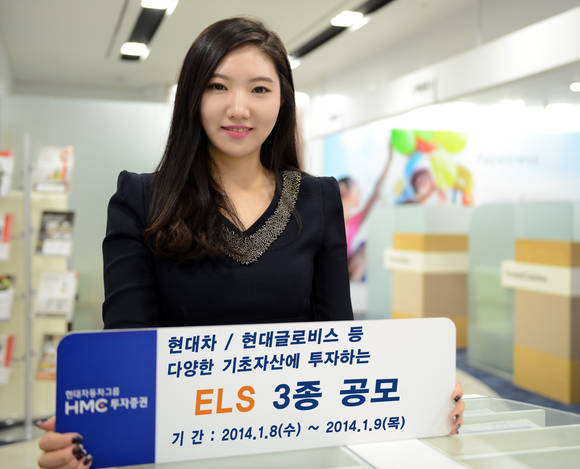 현대차 / 현대글로비스 등
다양한 기초자산에 투자하는
ELS 3종 공모
기 간 : 2014.1.8(수) ~ 2014.1.9(목)
현대자동차그룹
HMC 투자증권